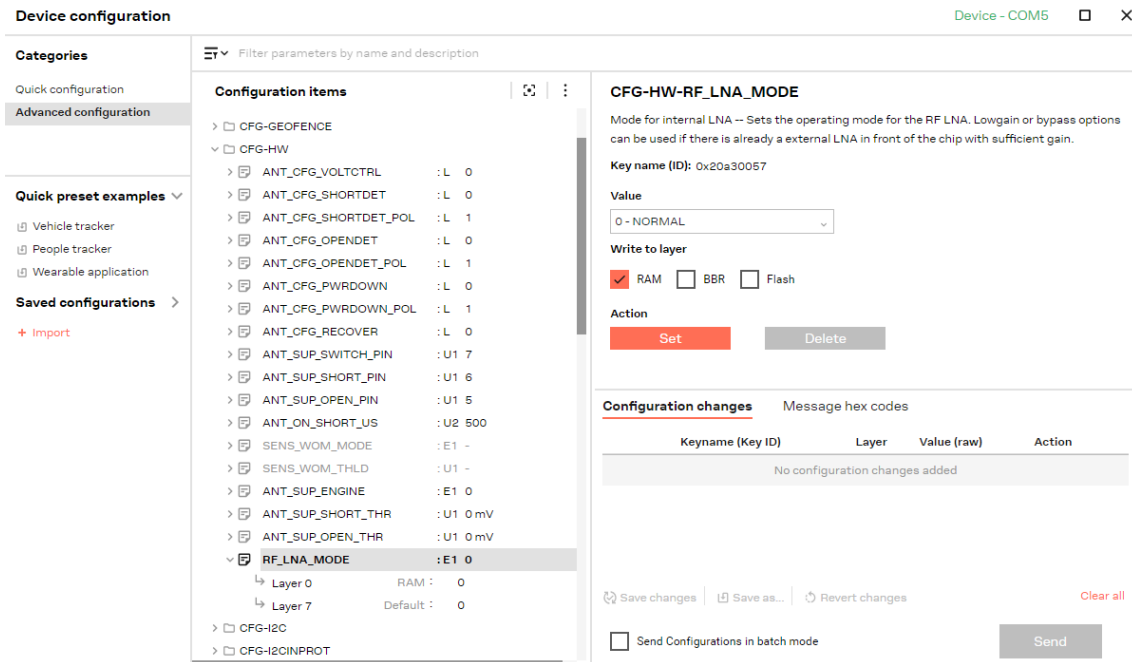 Device configuration
Device - COM5
Categories
Quick configuration
Advanced configuration
Quick preset examples
Vehicle tracker
People tracker
Wearable application
Saved configurations
+ Import
Filter parameters by name and description
Configuration items
CFG-GEOFENCE
CFG-HW
ANT_CFG_VOLTCTRL : L 0
ANT_CFG_SHORTDET : L 0
ANT_CFG_SHORTDET_POL : L 1
ANT_CFG_OPENDET : L 0
ANT_CFG_OPENDET_POL : L 1
ANT_CFG_PWRDOWN : L 0
ANT_CFG_PWRDOWN_POL : L 1
ANT_CFG_RECOVER : L 0
ANT_SUP_SWITCH_PIN : U1 7
ANT_SUP_SHORT_PIN : U1 6
ANT_SUP_OPEN_PIN : U1 5
ANT_ON_SHORT_US : U2 500
SENS_WOM_MODE : E1 -
SENS_WOM_THLD : U1 -
ANT_SUP_ENGINE : E1 0
ANT_SUP_SHORT_THR : U1 0 mV
ANT_SUP_OPEN_THR : U1 0 mV
RF_LNA_MODE : E1 0
Layer 0 RAM : 0
Layer 7 Default : 0
CFG-I2C
CFG-I2CINPROT
CFG-HW-RF_LNA_MODE
Mode for internal LNA -- Sets the operating mode for the RF LNA. Lowgain or bypass options
can be used if there is already a external LNA in front of the chip with sufficient gain.
Key name (ID): 0x20a30057
Value
0 - NORMAL
Write to layer
RAM BBR Flash
Action
Set Delete
Configuration changes Message hex codes
Keyname (Key ID) Layer Value (raw) Action
No configuration changes added
Save changes Save as... Revert changes Clear all
Send Configurations in batch mode Send